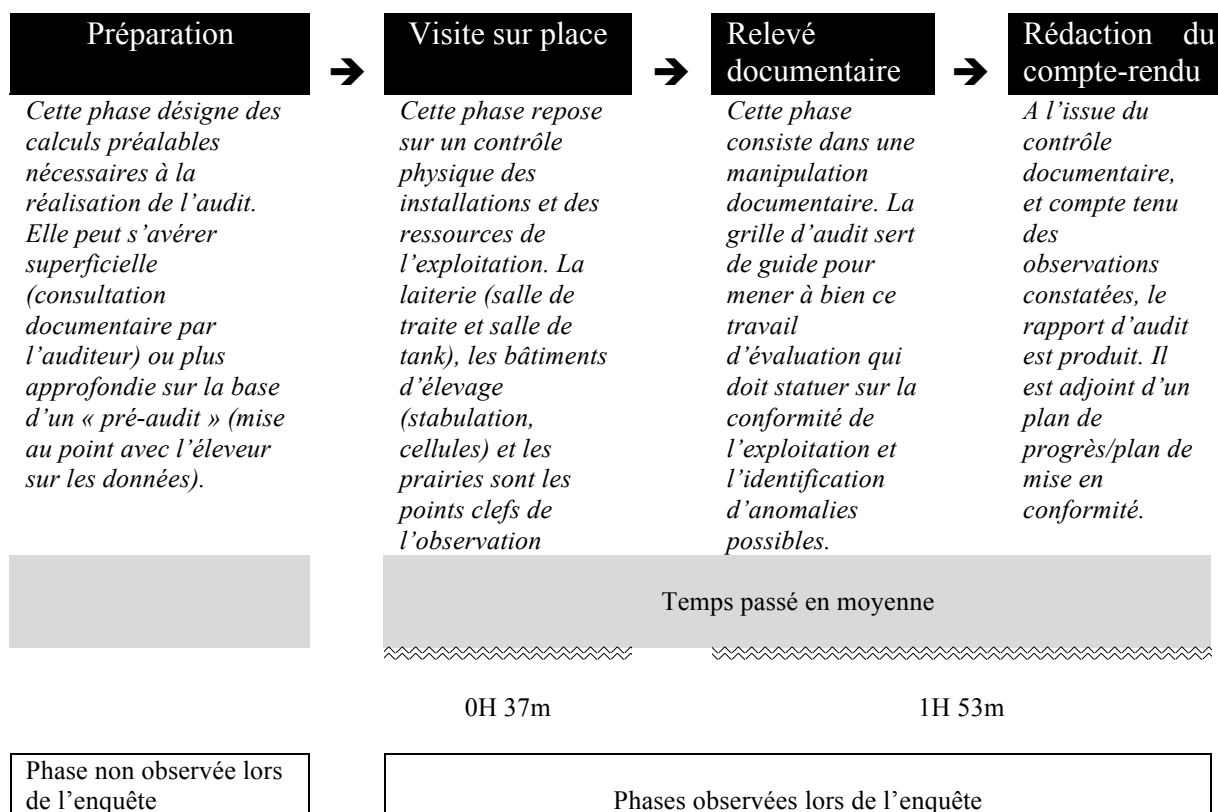 Préparation
➔
Visite sur place
➔
Relevé
documentaire
➔
Rédaction du
compte-rendu
Cette phase désigne des
calculs préalables
nécessaires à la
réalisation de l’audit.
Elle peut s’avérer
superficielle
(consultation
documentaire par
l’auditeur) ou plus
approfondie sur la base
d’un « pré-audit » (mise
au point avec l’éleveur
sur les données).
Cette phase repose
sur un contrôle
physique des
installations et des
ressources de
l’exploitation. La
laiterie (salle de
traite et salle de
tank), les bâtiments
d’élevage
(stabulation,
cellules) et les
prairies sont les
points clefs de
l’observation
Cette phase
consiste dans une
manipulation
documentaire. La
grille d’audit sert
de guide pour
mener à bien ce
travail
d’évaluation qui
doit statuer sur la
conformité de
l’exploitation et
l’identification
d’anomalies
possibles.
A l’issue du
contrôle
documentaire,
et compte tenu
des
observations
constatées, le
rapport d’audit
est produit. Il
est adjoint d’un
plan de
progrès/plan de
mise en
conformité.
Temps passé en moyenne
0H 37m
1H 53m
Phase non observée lors
de l’enquête
Phases observées lors de l’enquête